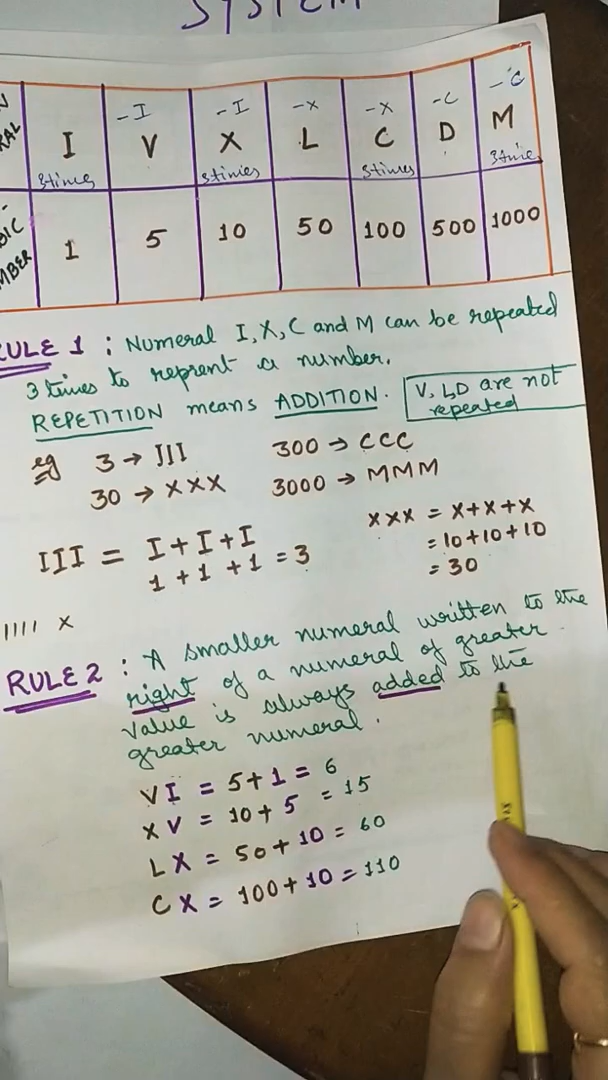 SYSTEM
I V X L C D M
-I -I -X -X -C -C
3times 3times 3times 3time
1 5 10 50 100 500 1000
RULE 1 : Numeral I, X, C and M can be repeated
3 times to reprent a number.
REPETITION means ADDITION.
V, L, D are not
repeated
eg 3 → III 300 → CCC
30 → XXX 3000 → MMM
III = I + I + I
1 + 1 + 1 = 3
XXX = X+X+X
= 10+10+10
= 30
IIII X
RULE 2 : A smaller numeral written to the
right of a numeral of greater
value is always added to the
greater numeral.
VI = 5+1 = 6
XV = 10+5 = 15
LX = 50+10 = 60
CX = 100+10 = 110